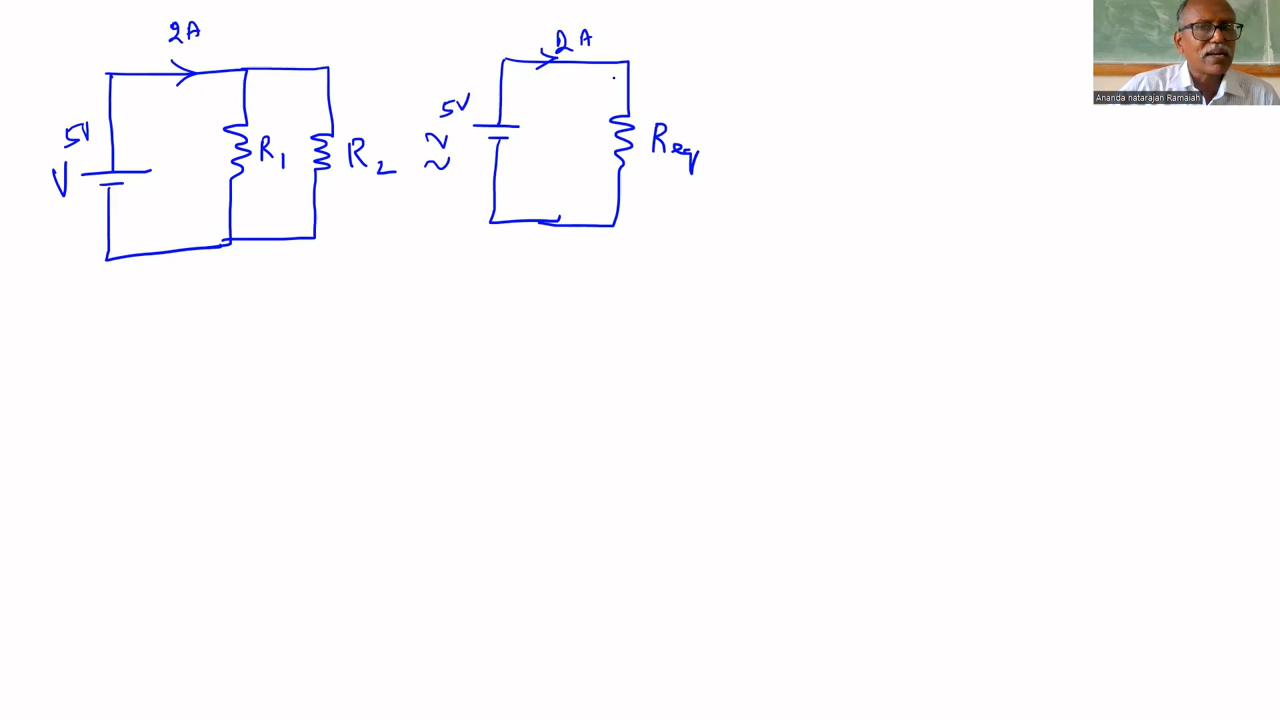 2A
5V
V
R1
R2
≈
2A
5V
Req
Ananda natarajan Ramaiah